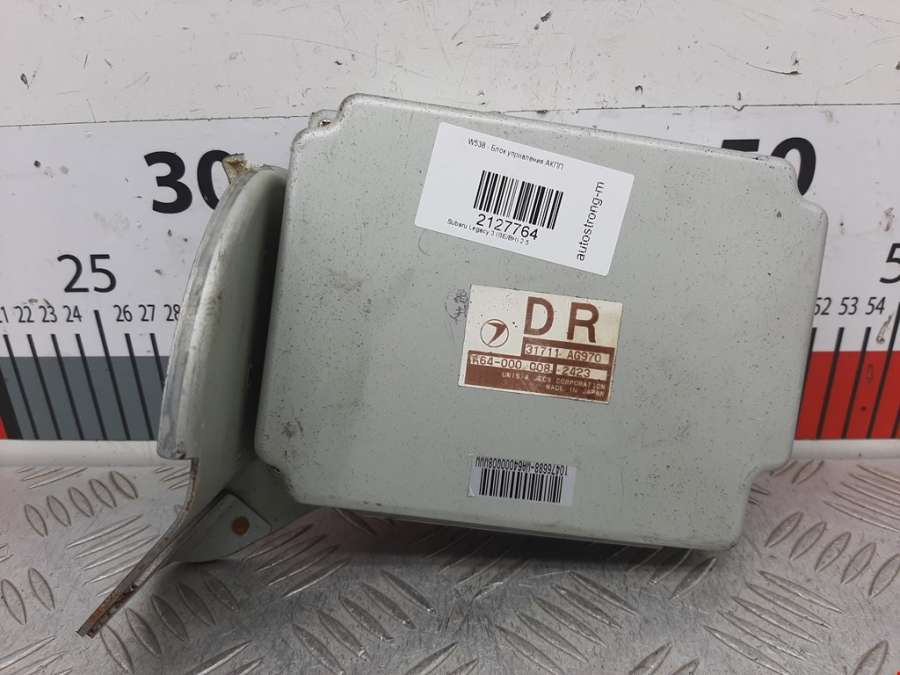 W538 - Блок управления АКПП
2127764
Subaru Legacy 3 (BE/BH) 2.5
autostrong-m
DR
31711-AG970
A64-000 G08 2423
UNISIA JECS CORPORATION
MADE IN JAPAN
30
50
25
5
21 22 23 24 26 27 28
52 53 54